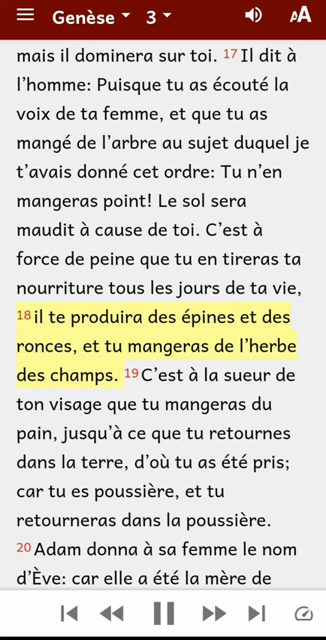 Genèse 3
AA
mais il dominera sur toi. 17 Il dit à
l’homme: Puisque tu as écouté la
voix de ta femme, et que tu as
mangé de l’arbre au sujet duquel je
t’avais donné cet ordre: Tu n’en
mangeras point! Le sol sera
maudit à cause de toi. C’est à
force de peine que tu en tireras ta
nourriture tous les jours de ta vie,
18 il te produira des épines et des
ronces, et tu mangeras de l’herbe
des champs. 19 C’est à la sueur de
ton visage que tu mangeras du
pain, jusqu’à ce que tu retournes
dans la terre, d’où tu as été pris;
car tu es poussière, et tu
retourneras dans la poussière.
20 Adam donna à sa femme le nom
d’Ève: car elle a été la mère de